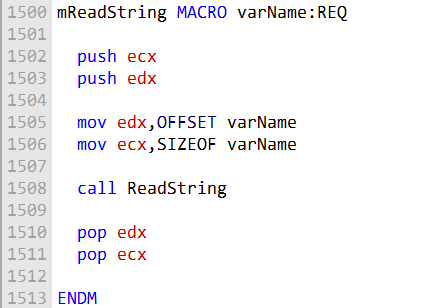 1500 mReadString MACRO varName:REQ
1501
1502 push ecx
1503 push edx
1504
1505 mov edx,OFFSET varName
1506 mov ecx,SIZEOF varName
1507
1508 call ReadString
1509
1510 pop edx
1511 pop ecx
1512
1513 ENDM